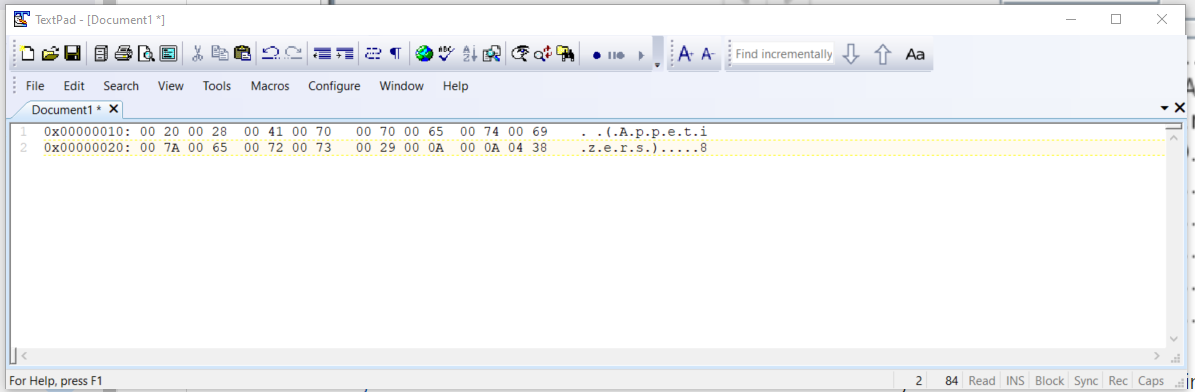 TextPad - [Document1 *]
Find incrementally Aa
File Edit Search View Tools Macros Configure Window Help
Document1 *
1 0x00000010: 00 20 00 28 00 41 00 70 00 70 00 65 00 74 00 69 . .(.A.p.p.e.t.i
2 0x00000020: 00 7A 00 65 00 72 00 73 00 29 00 0A 00 0A 04 38 .z.e.r.s.).....8
For Help, press F1 2 84 Read INS Block Sync Rec Caps